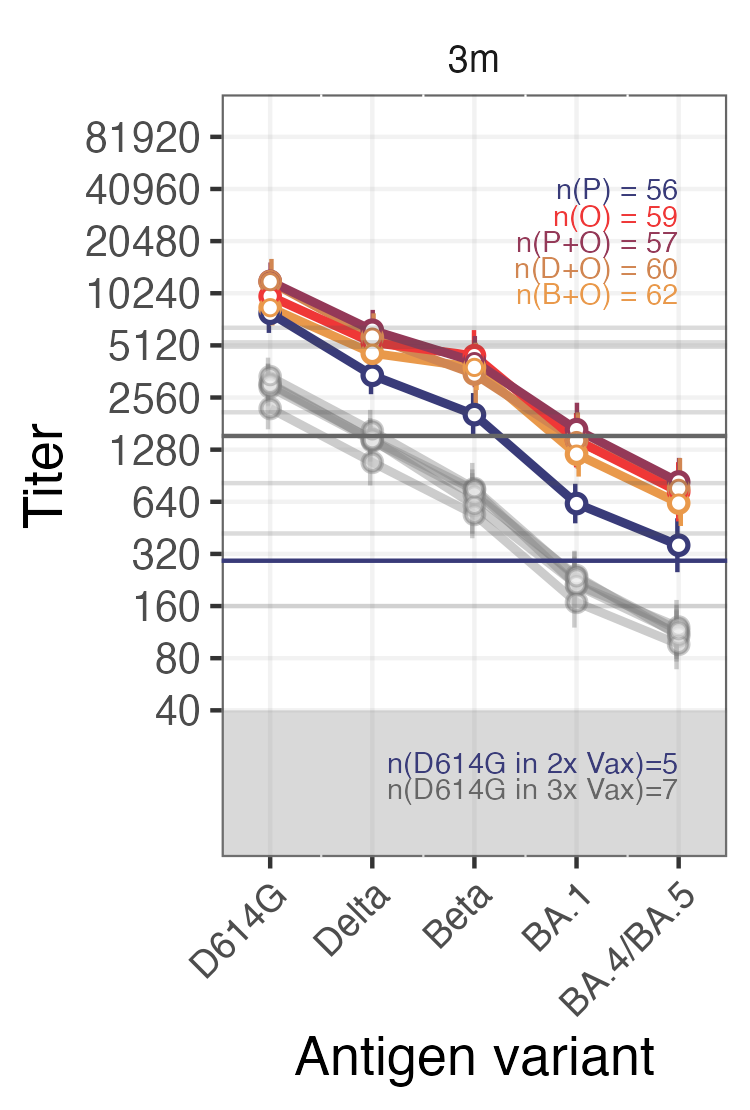 3m
81920
40960
20480
10240
5120
2560
1280
640
320
160
80
40
Titer
n(P) = 56
n(O) = 59
n(P+O) = 57
n(D+O) = 60
n(B+O) = 62
n(D614G in 2x Vax)=5
n(D614G in 3x Vax)=7
D614G
Delta
Beta
BA.1
BA.4/BA.5
Antigen variant